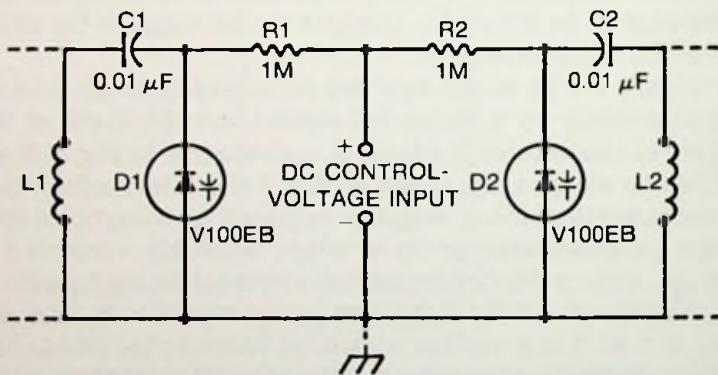 C1
R1
R2
C2
0.01 μF
1M
1M
0.01 μF
L1
D1
+
DC CONTROL-
VOLTAGE INPUT
−
D2
L2
V100EB
V100EB